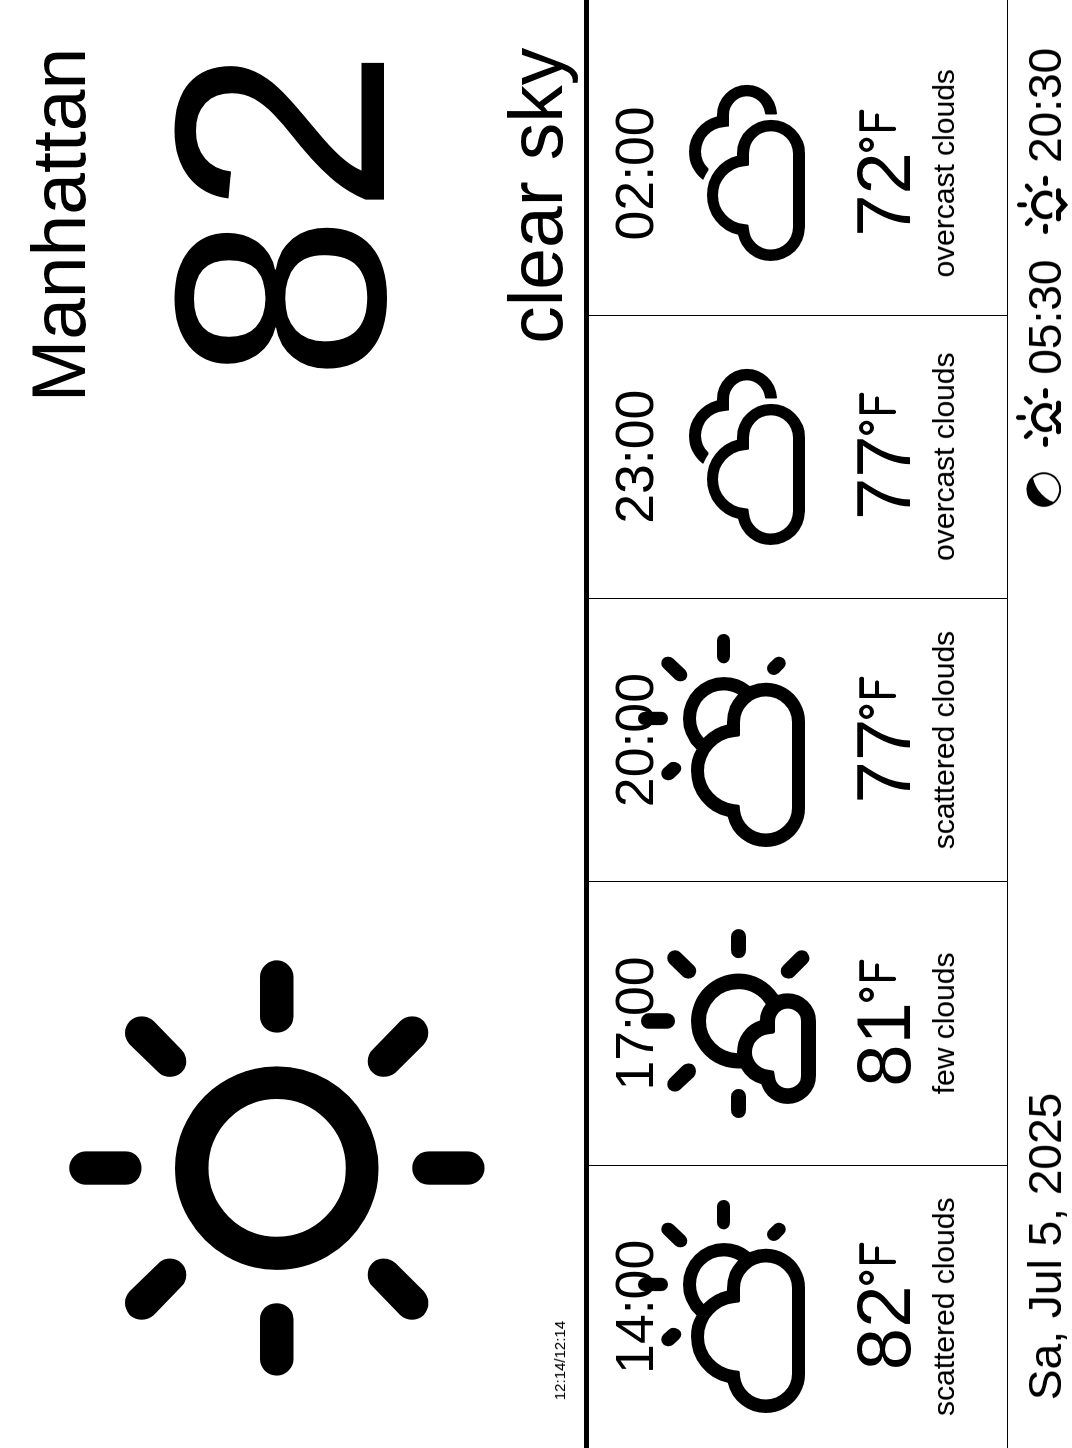 Manhattan
82
clear sky
12:14/12:14
14:00
82°F
scattered clouds
17:00
81°F
few clouds
20:00
77°F
scattered clouds
23:00
77°F
overcast clouds
02:00
72°F
overcast clouds
Sa, Jul 5, 2025
05:30
20:30